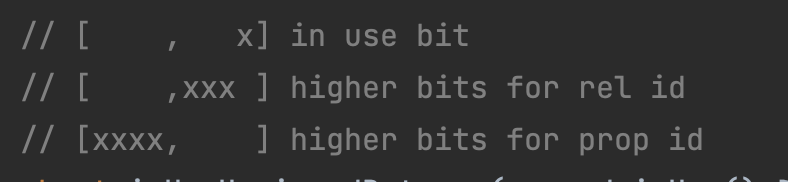 // [    ,   x] in use bit
// [    ,xxx ] higher bits for rel id
// [xxxx,    ] higher bits for prop id